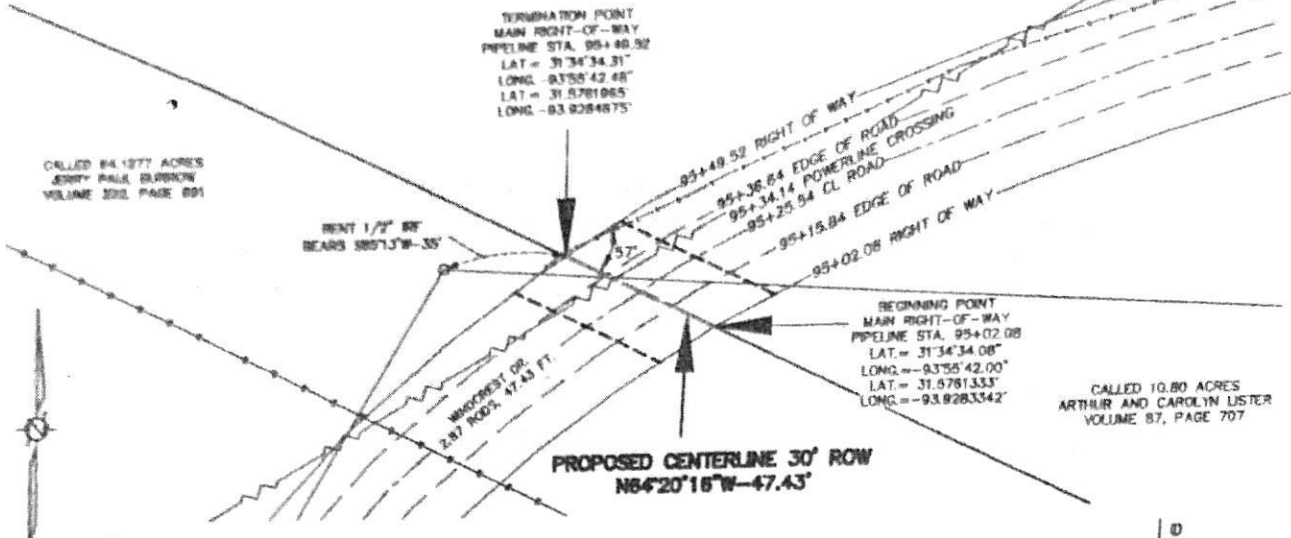 TERMINATION POINT
MAIN RIGHT-OF-WAY
PIPELINE STA. 95+49.52
LAT.= 31°34'34.31"
LONG.=-93°55'42.48"
LAT.= 31.5761965°
LONG.=-93.9284675°
CALLED 84.1277 ACRES
JERRY PAUL
VOLUME PAGE 891
BENT 1/2" IRF
BEARS S85°13'W-35'
57°
95+49.52 RIGHT OF WAY
95+36.64 EDGE OF ROAD
95+34.14 POWERLINE CROSSING
95+25.54 CL ROAD
95+15.84 EDGE OF ROAD
95+02.08 RIGHT OF WAY
WINDCREST DR.
2.87 RODS, 47.43 FT.
BEGINNING POINT
MAIN RIGHT-OF-WAY
PIPELINE STA. 95+02.08
LAT.= 31°34'34.08"
LONG.=-93°55'42.00"
LAT.= 31.5761333°
LONG.=-93.9283342°
CALLED 10.80 ACRES
ARTHUR AND CAROLYN LISTER
VOLUME 87, PAGE 707
PROPOSED CENTERLINE 30' ROW
N64°20'16"W-47.43'